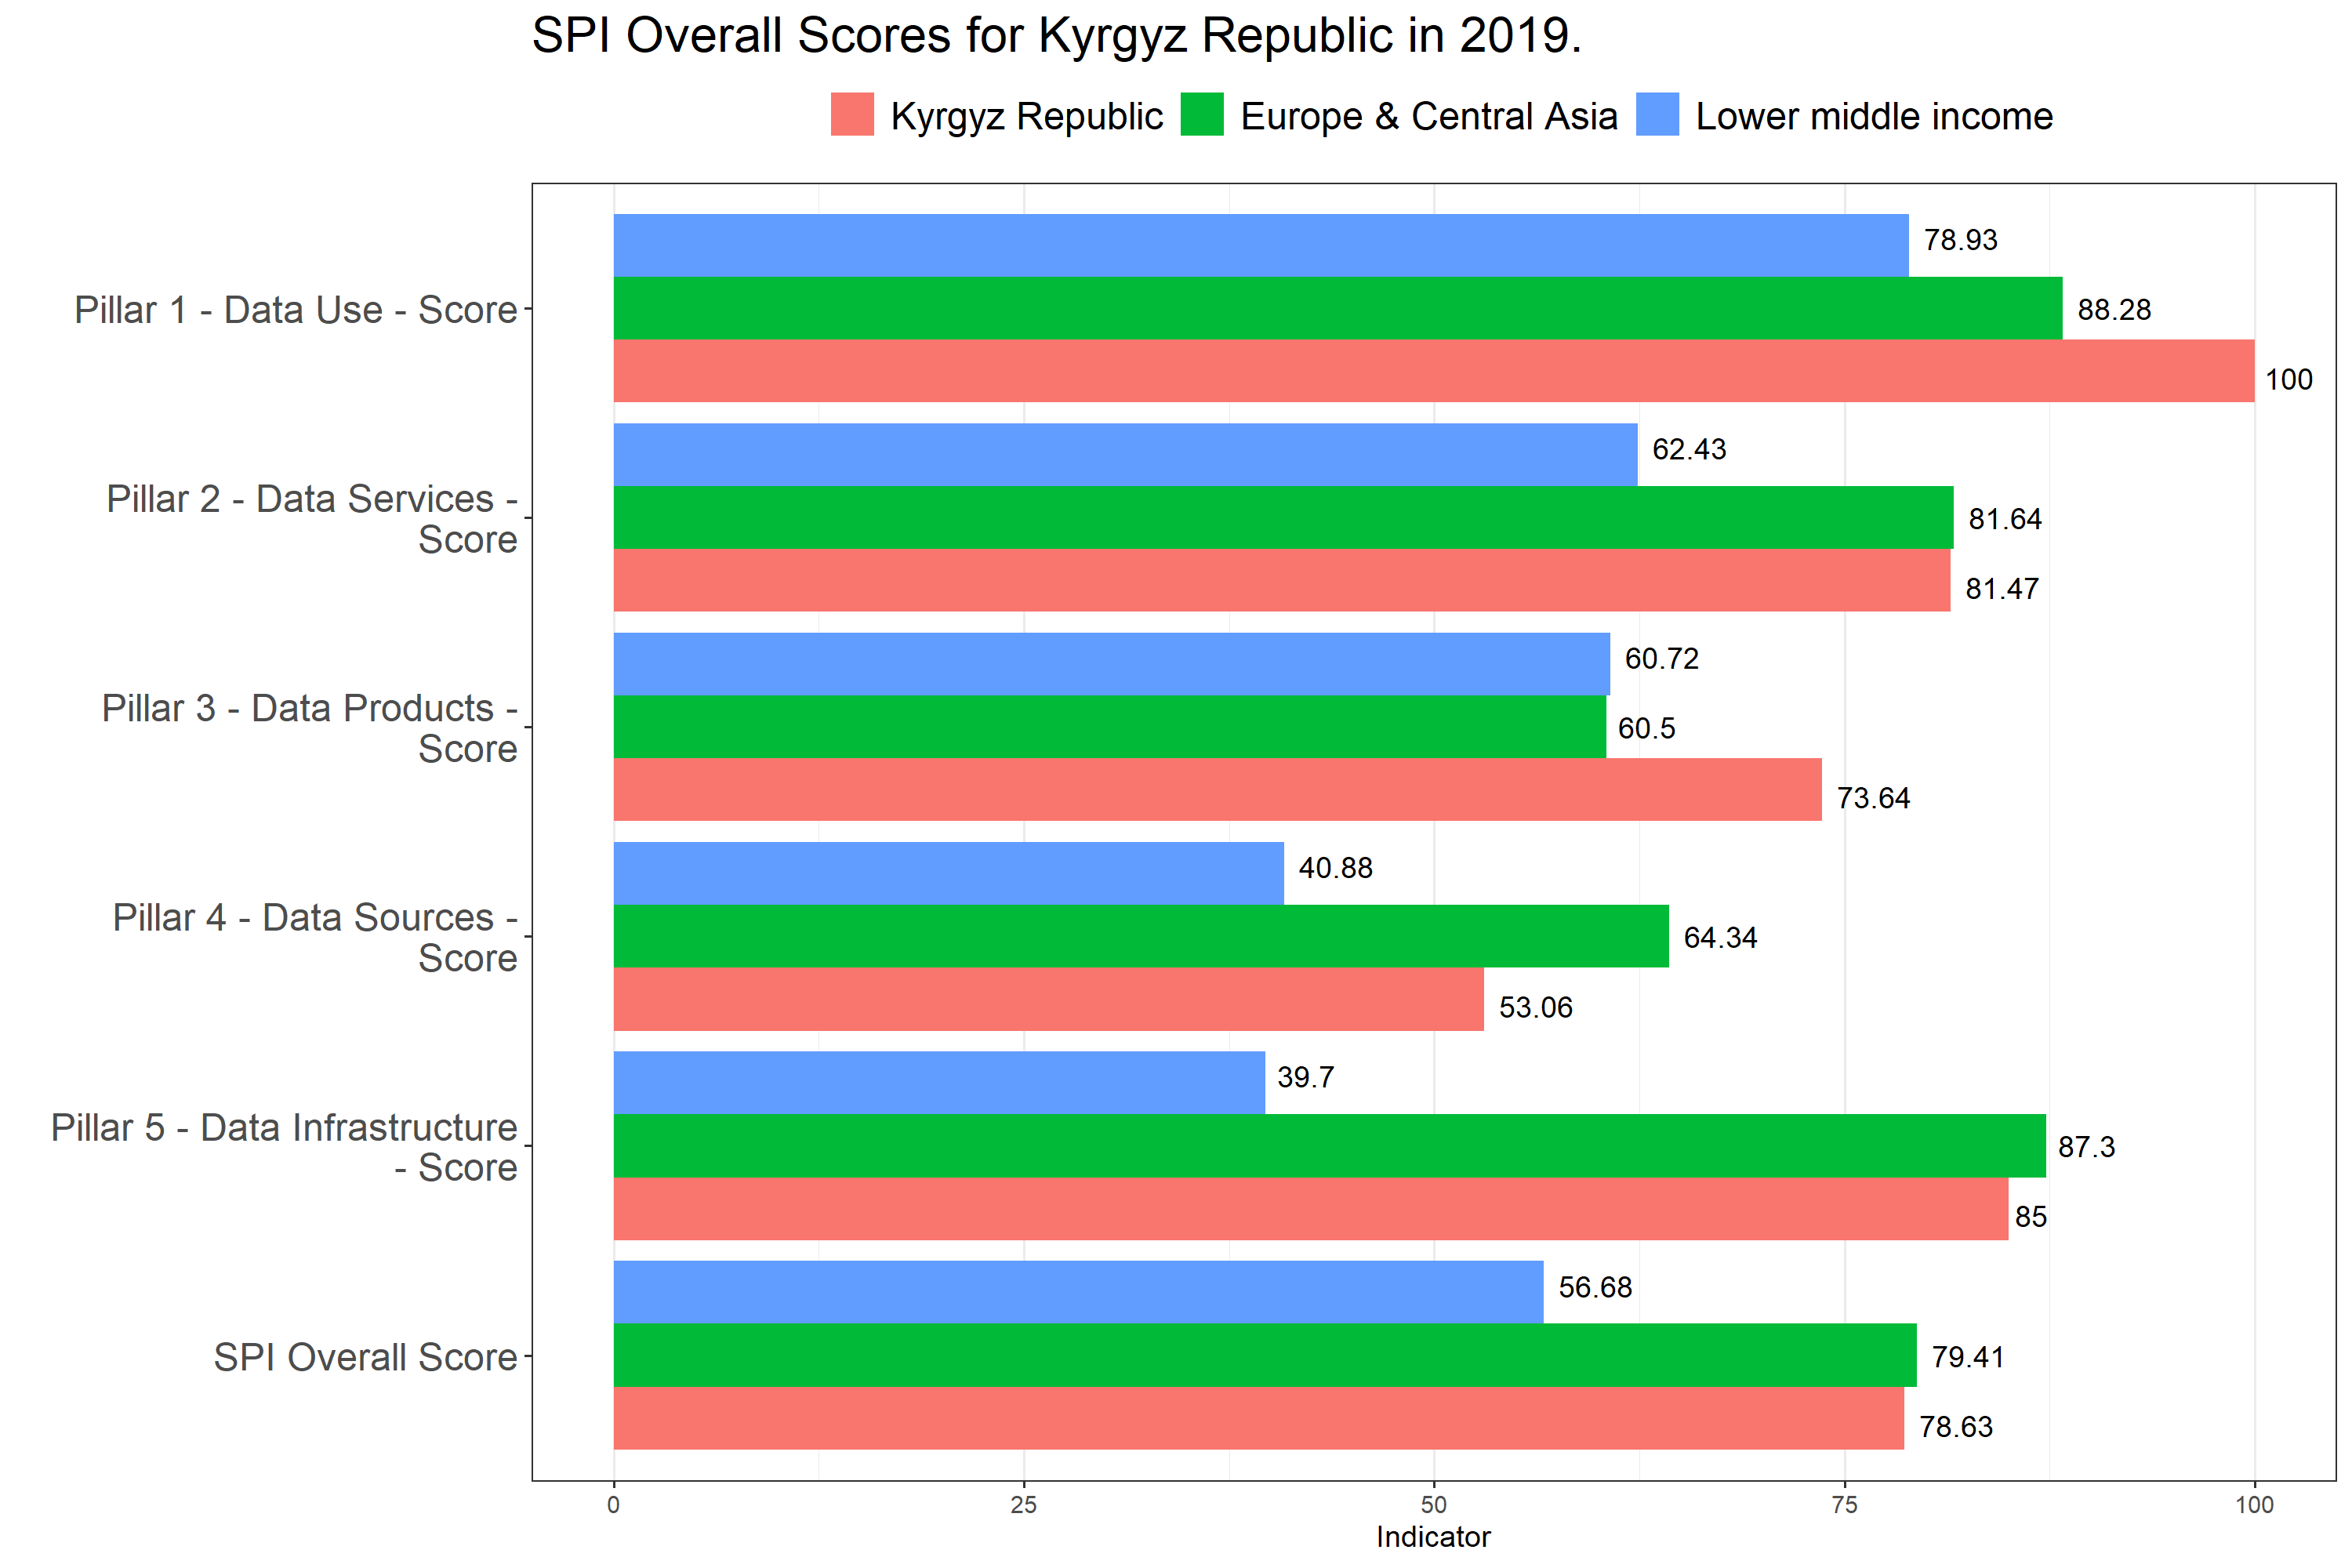 SPI Overall Scores for Kyrgyz Republic in 2019.
Kyrgyz Republic Europe & Central Asia Lower middle income
Pillar 1 - Data Use - Score
78.93
88.28
100
Pillar 2 - Data Services -
Score
62.43
81.64
81.47
Pillar 3 - Data Products -
Score
60.72
60.5
73.64
Pillar 4 - Data Sources -
Score
40.88
64.34
53.06
Pillar 5 - Data Infrastructure
- Score
39.7
87.3
85
SPI Overall Score
56.68
79.41
78.63
0 25 50 75 100
Indicator